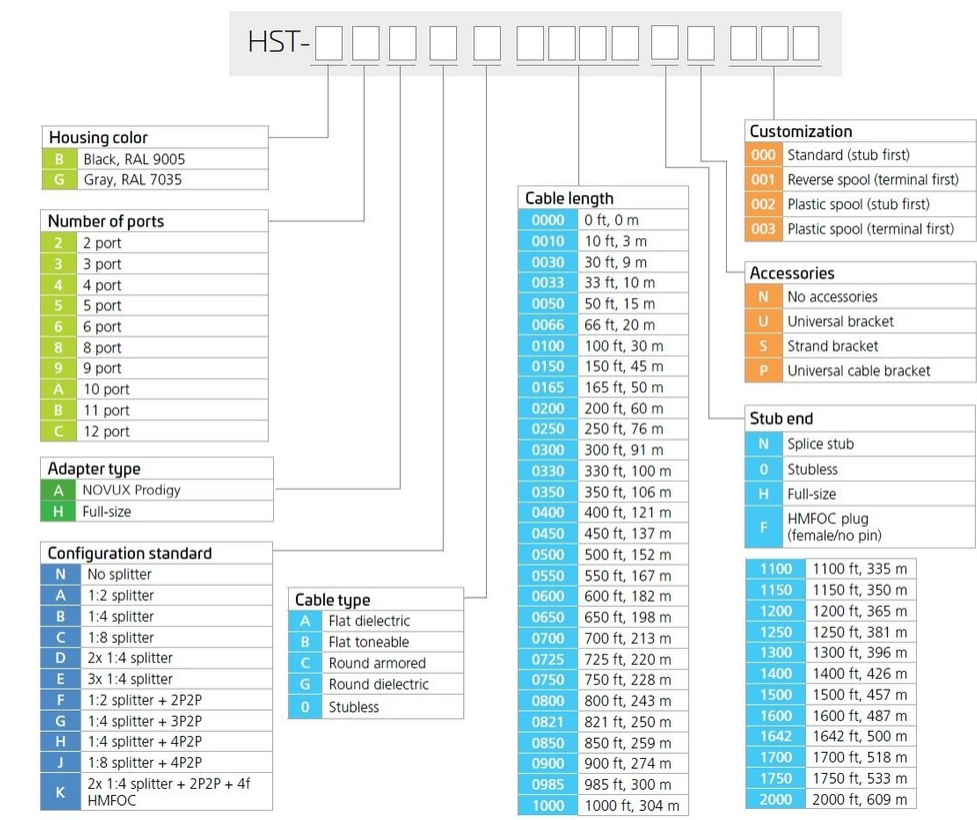 HST-
Housing color
B Black, RAL 9005
G Gray, RAL 7035
Number of ports
2 2 port
3 3 port
4 4 port
5 5 port
6 6 port
8 8 port
9 9 port
A 10 port
B 11 port
C 12 port
Adapter type
A NOVUX Prodigy
H Full-size
Configuration standard
N No splitter
A 1:2 splitter
B 1:4 splitter
C 1:8 splitter
D 2x 1:4 splitter
E 3x 1:4 splitter
F 1:2 splitter + 2P2P
G 1:4 splitter + 3P2P
H 1:4 splitter + 4P2P
J 1:8 splitter + 4P2P
K 2x 1:4 splitter + 2P2P + 4f
HMFOC
Cable type
A Flat dielectric
B Flat toneable
C Round armored
G Round dielectric
0 Stubless
Cable length
0000 0 ft, 0 m
0010 10 ft, 3 m
0030 30 ft, 9 m
0033 33 ft, 10 m
0050 50 ft, 15 m
0066 66 ft, 20 m
0100 100 ft, 30 m
0150 150 ft, 45 m
0165 165 ft, 50 m
0200 200 ft, 60 m
0250 250 ft, 76 m
0300 300 ft, 91 m
0330 330 ft, 100 m
0350 350 ft, 106 m
0400 400 ft, 121 m
0450 450 ft, 137 m
0500 500 ft, 152 m
0550 550 ft, 167 m
0600 600 ft, 182 m
0650 650 ft, 198 m
0700 700 ft, 213 m
0725 725 ft, 220 m
0750 750 ft, 228 m
0800 800 ft, 243 m
0821 821 ft, 250 m
0850 850 ft, 259 m
0900 900 ft, 274 m
0985 985 ft, 300 m
1000 1000 ft, 304 m
Customization
000 Standard (stub first)
001 Reverse spool (terminal first)
002 Plastic spool (stub first)
003 Plastic spool (terminal first)
Accessories
N No accessories
U Universal bracket
S Strand bracket
P Universal cable bracket
Stub end
N Splice stub
0 Stubless
H Full-size
F HMFOC plug
(female/no pin)
1100 1100 ft, 335 m
1150 1150 ft, 350 m
1200 1200 ft, 365 m
1250 1250 ft, 381 m
1300 1300 ft, 396 m
1400 1400 ft, 426 m
1500 1500 ft, 457 m
1600 1600 ft, 487 m
1642 1642 ft, 500 m
1700 1700 ft, 518 m
1750 1750 ft, 533 m
2000 2000 ft, 609 m